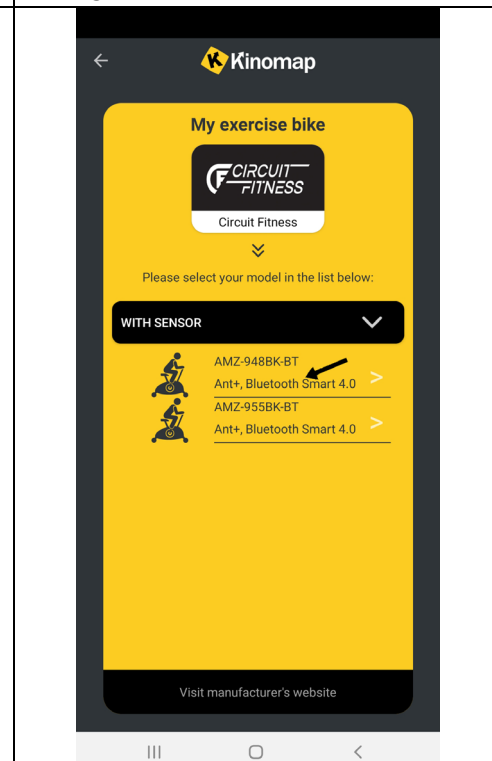 Kinomap
My exercise bike
CIRCUIT
FITNESS
Circuit Fitness
Please select your model in the list below:
WITH SENSOR
AMZ-948BK-BT
Ant+, Bluetooth Smart 4.0 >
AMZ-955BK-BT
Ant+, Bluetooth Smart 4.0 >
Visit manufacturer's website